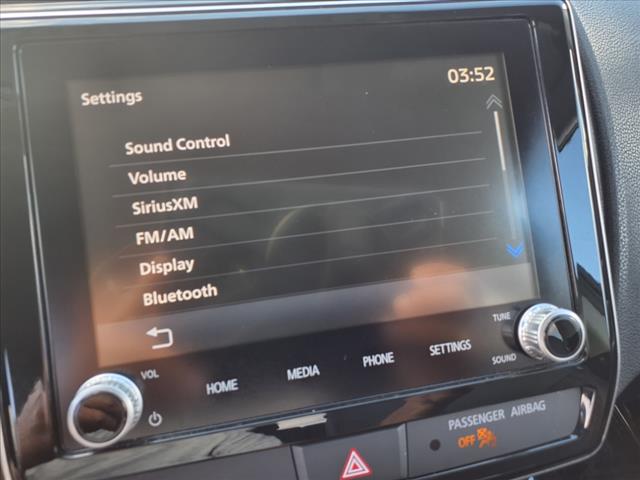 Settings 03:52
Sound Control
Volume
SiriusXM
FM/AM
Display
Bluetooth
VOL HOME MEDIA PHONE SETTINGS TUNE
SOUND
PASSENGER AIRBAG
OFF